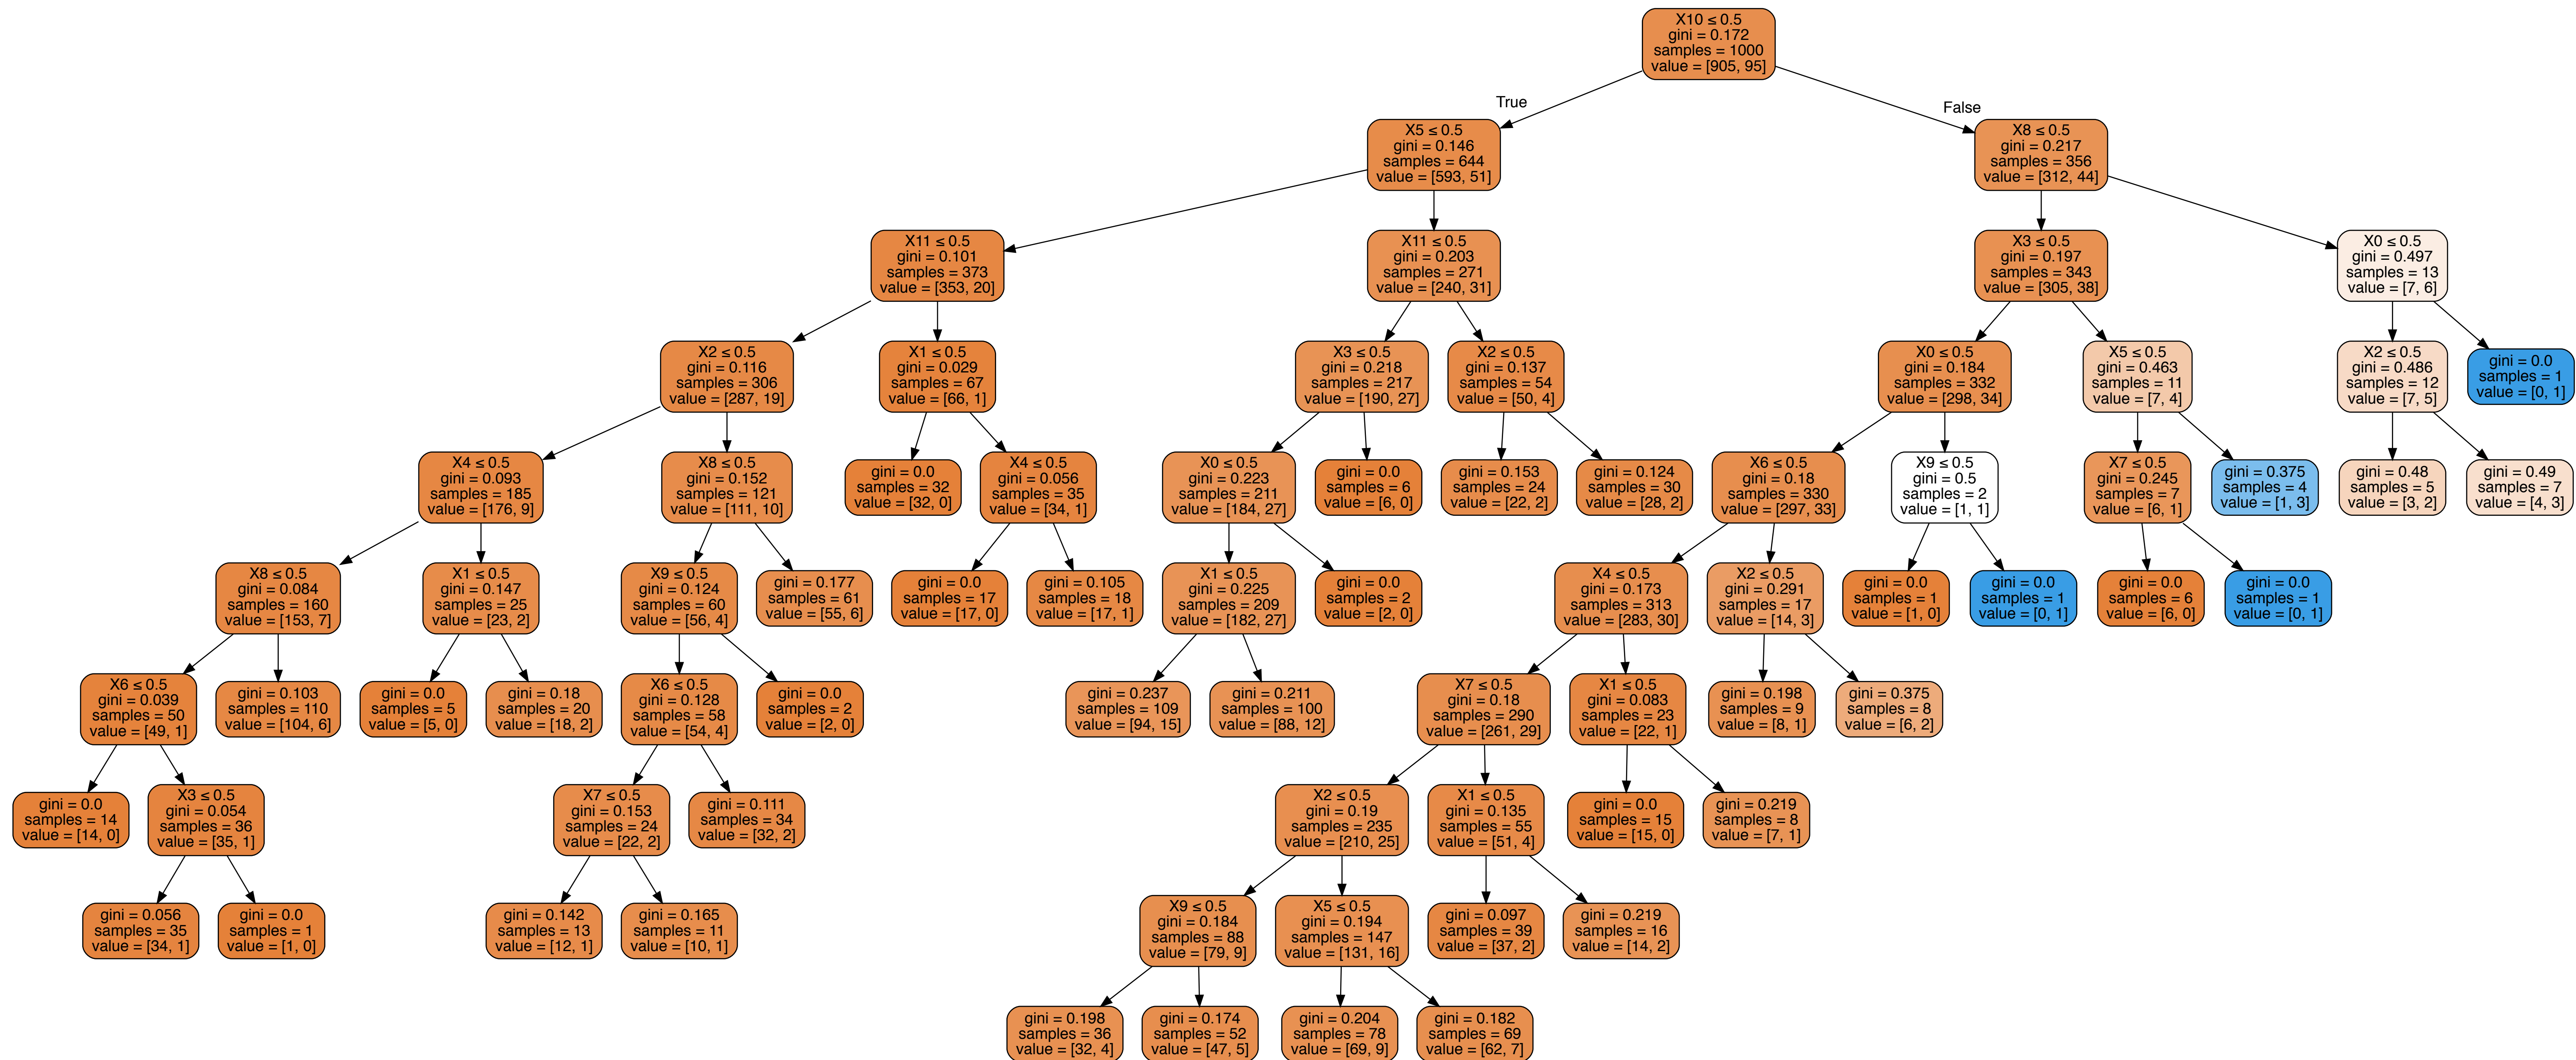 X10 ≤ 0.5
gini = 0.172
samples = 1000
value = [905, 95]
True
False
X5 ≤ 0.5
gini = 0.146
samples = 644
value = [593, 51]
X8 ≤ 0.5
gini = 0.217
samples = 356
value = [312, 44]
X11 ≤ 0.5
gini = 0.101
samples = 373
value = [353, 20]
X11 ≤ 0.5
gini = 0.203
samples = 271
value = [240, 31]
X3 ≤ 0.5
gini = 0.197
samples = 343
value = [305, 38]
X0 ≤ 0.5
gini = 0.497
samples = 13
value = [7, 6]
X2 ≤ 0.5
gini = 0.116
samples = 306
value = [287, 19]
X1 ≤ 0.5
gini = 0.029
samples = 67
value = [66, 1]
X3 ≤ 0.5
gini = 0.218
samples = 217
value = [190, 27]
X2 ≤ 0.5
gini = 0.137
samples = 54
value = [50, 4]
X0 ≤ 0.5
gini = 0.184
samples = 332
value = [298, 34]
X5 ≤ 0.5
gini = 0.463
samples = 11
value = [7, 4]
X2 ≤ 0.5
gini = 0.486
samples = 12
value = [7, 5]
gini = 0.0
samples = 1
value = [0, 1]
X4 ≤ 0.5
gini = 0.093
samples = 185
value = [176, 9]
X8 ≤ 0.5
gini = 0.152
samples = 121
value = [111, 10]
gini = 0.0
samples = 32
value = [32, 0]
X4 ≤ 0.5
gini = 0.056
samples = 35
value = [34, 1]
X0 ≤ 0.5
gini = 0.223
samples = 211
value = [184, 27]
gini = 0.0
samples = 6
value = [6, 0]
gini = 0.153
samples = 24
value = [22, 2]
gini = 0.124
samples = 30
value = [28, 2]
X6 ≤ 0.5
gini = 0.18
samples = 330
value = [297, 33]
X9 ≤ 0.5
gini = 0.5
samples = 2
value = [1, 1]
X7 ≤ 0.5
gini = 0.245
samples = 7
value = [6, 1]
gini = 0.375
samples = 4
value = [1, 3]
gini = 0.48
samples = 5
value = [3, 2]
gini = 0.49
samples = 7
value = [4, 3]
X8 ≤ 0.5
gini = 0.084
samples = 160
value = [153, 7]
X1 ≤ 0.5
gini = 0.147
samples = 25
value = [23, 2]
X9 ≤ 0.5
gini = 0.124
samples = 60
value = [56, 4]
gini = 0.177
samples = 61
value = [55, 6]
gini = 0.0
samples = 17
value = [17, 0]
gini = 0.105
samples = 18
value = [17, 1]
X1 ≤ 0.5
gini = 0.225
samples = 209
value = [182, 27]
gini = 0.0
samples = 2
value = [2, 0]
X4 ≤ 0.5
gini = 0.173
samples = 313
value = [283, 30]
X2 ≤ 0.5
gini = 0.291
samples = 17
value = [14, 3]
gini = 0.0
samples = 1
value = [1, 0]
gini = 0.0
samples = 1
value = [0, 1]
gini = 0.0
samples = 6
value = [6, 0]
gini = 0.0
samples = 1
value = [0, 1]
X6 ≤ 0.5
gini = 0.039
samples = 50
value = [49, 1]
gini = 0.103
samples = 110
value = [104, 6]
gini = 0.0
samples = 5
value = [5, 0]
gini = 0.18
samples = 20
value = [18, 2]
X6 ≤ 0.5
gini = 0.128
samples = 58
value = [54, 4]
gini = 0.0
samples = 2
value = [2, 0]
gini = 0.237
samples = 109
value = [94, 15]
gini = 0.211
samples = 100
value = [88, 12]
X7 ≤ 0.5
gini = 0.18
samples = 290
value = [261, 29]
X1 ≤ 0.5
gini = 0.083
samples = 23
value = [22, 1]
gini = 0.198
samples = 9
value = [8, 1]
gini = 0.375
samples = 8
value = [6, 2]
gini = 0.0
samples = 14
value = [14, 0]
X3 ≤ 0.5
gini = 0.054
samples = 36
value = [35, 1]
X7 ≤ 0.5
gini = 0.153
samples = 24
value = [22, 2]
gini = 0.111
samples = 34
value = [32, 2]
X2 ≤ 0.5
gini = 0.19
samples = 235
value = [210, 25]
X1 ≤ 0.5
gini = 0.135
samples = 55
value = [51, 4]
gini = 0.0
samples = 15
value = [15, 0]
gini = 0.219
samples = 8
value = [7, 1]
gini = 0.056
samples = 35
value = [34, 1]
gini = 0.0
samples = 1
value = [1, 0]
gini = 0.142
samples = 13
value = [12, 1]
gini = 0.165
samples = 11
value = [10, 1]
X9 ≤ 0.5
gini = 0.184
samples = 88
value = [79, 9]
X5 ≤ 0.5
gini = 0.194
samples = 147
value = [131, 16]
gini = 0.097
samples = 39
value = [37, 2]
gini = 0.219
samples = 16
value = [14, 2]
gini = 0.198
samples = 36
value = [32, 4]
gini = 0.174
samples = 52
value = [47, 5]
gini = 0.204
samples = 78
value = [69, 9]
gini = 0.182
samples = 69
value = [62, 7]